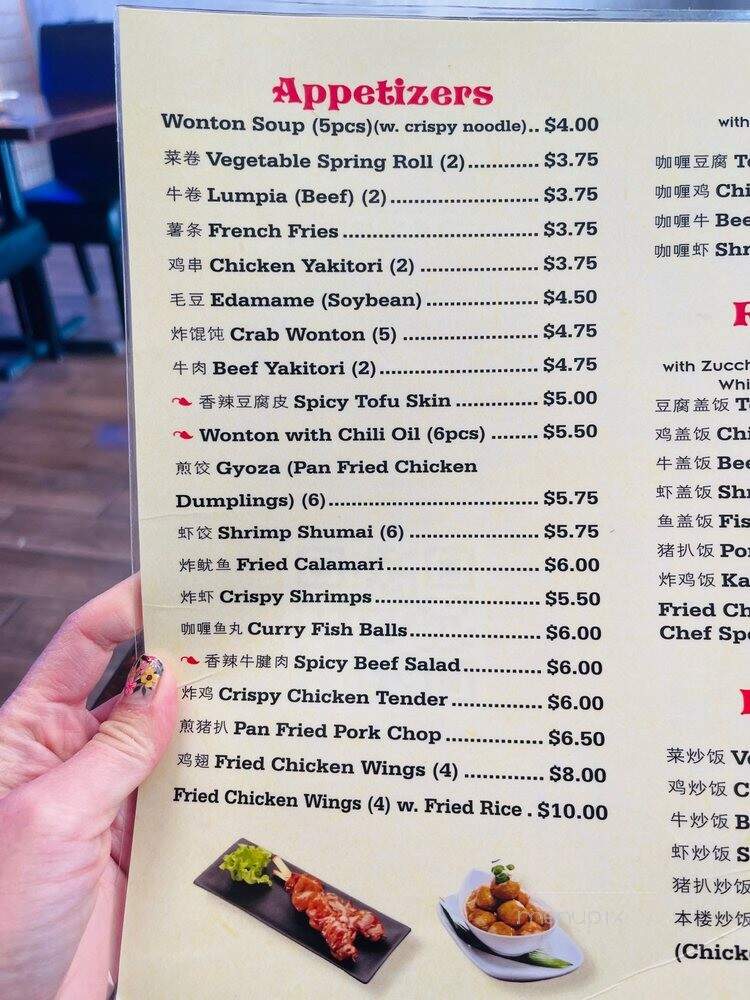 Appetizers
Wonton Soup (5pcs)(w. crispy noodle).. $4.00
菜卷 Vegetable Spring Roll (2)........... $3.75
牛卷 Lumpia (Beef) (2)....................... $3.75
薯条 French Fries.............................. $3.75
鸡串 Chicken Yakitori (2) .................. $3.75
毛豆 Edamame (Soybean) ................. $4.50
炸馄饨 Crab Wonton (5) ..................... $4.75
牛肉 Beef Yakitori (2)........................ $4.75
香辣豆腐皮 Spicy Tofu Skin ............. $5.00
Wonton with Chili Oil (6pcs) ........ $5.50
煎饺 Gyoza (Pan Fried Chicken
Dumplings) (6)................................ $5.75
虾饺 Shrimp Shumai (6) .................... $5.75
炸鱿鱼 Fried Calamari....................... $6.00
炸虾 Crispy Shrimps......................... $5.50
咖喱鱼丸 Curry Fish Balls.................... $6.00
香辣牛腱肉 Spicy Beef Salad............ $6.00
炸鸡 Crispy Chicken Tender .............. $6.00
煎猪扒 Pan Fried Pork Chop ............... $6.50
鸡翅 Fried Chicken Wings (4) ............ $8.00
Fried Chicken Wings (4) w. Fried Rice . $10.00
with
咖喱豆腐
咖喱鸡
咖喱牛
咖喱虾
with
豆腐盖饭
鸡盖饭
牛盖饭
虾盖饭
鱼盖饭
猪扒饭
炸鸡饭
Fried
Chef
菜炒饭
鸡炒饭
牛炒饭
虾炒饭
猪扒炒饭
本楼炒饭
menupix